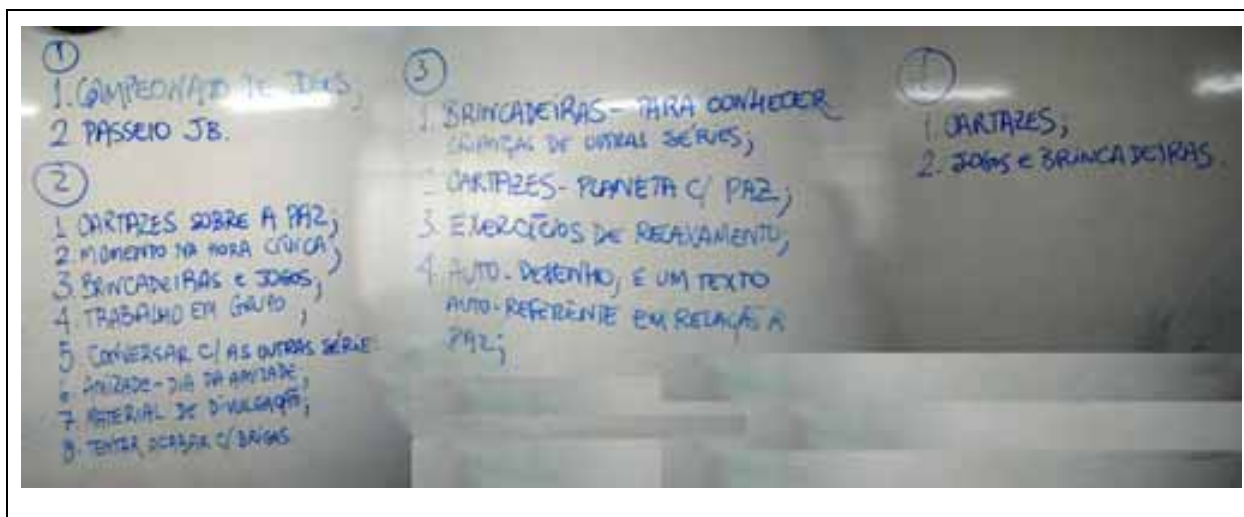 1
1. CAMPEONATO DE JOGOS;
2 PASSEIO JB.
2
1 CARTAZES SOBRE A PAZ;
2. MOMENTO NA HORA CÍVICA;
3. BRINCADEIRAS E JOGOS;
4. TRABALHO EM GRUPO;
5 CONVERSAR C/ AS OUTRAS SÉRIE
6 AMIZADE - DIA DA AMIZADE;
7. MATERIAL DE DIVULGAÇÃO;
8. TENTAR ACABAR C/ BRIGAS
3
1. BRINCADEIRAS - PARA CONHECER
CRIANÇAS DE OUTRAS SÉRIES;
2 CARTAZES - PLANETA C/ PAZ;
3. EXERCÍCIOS DE RELAXAMENTO;
4. AUTO-DESENHO, E UM TEXTO
AUTO-REFERENTE EM RELAÇÃO A
PAZ;
1. CARTAZES;
2. JOGOS E BRINCADEIRAS.